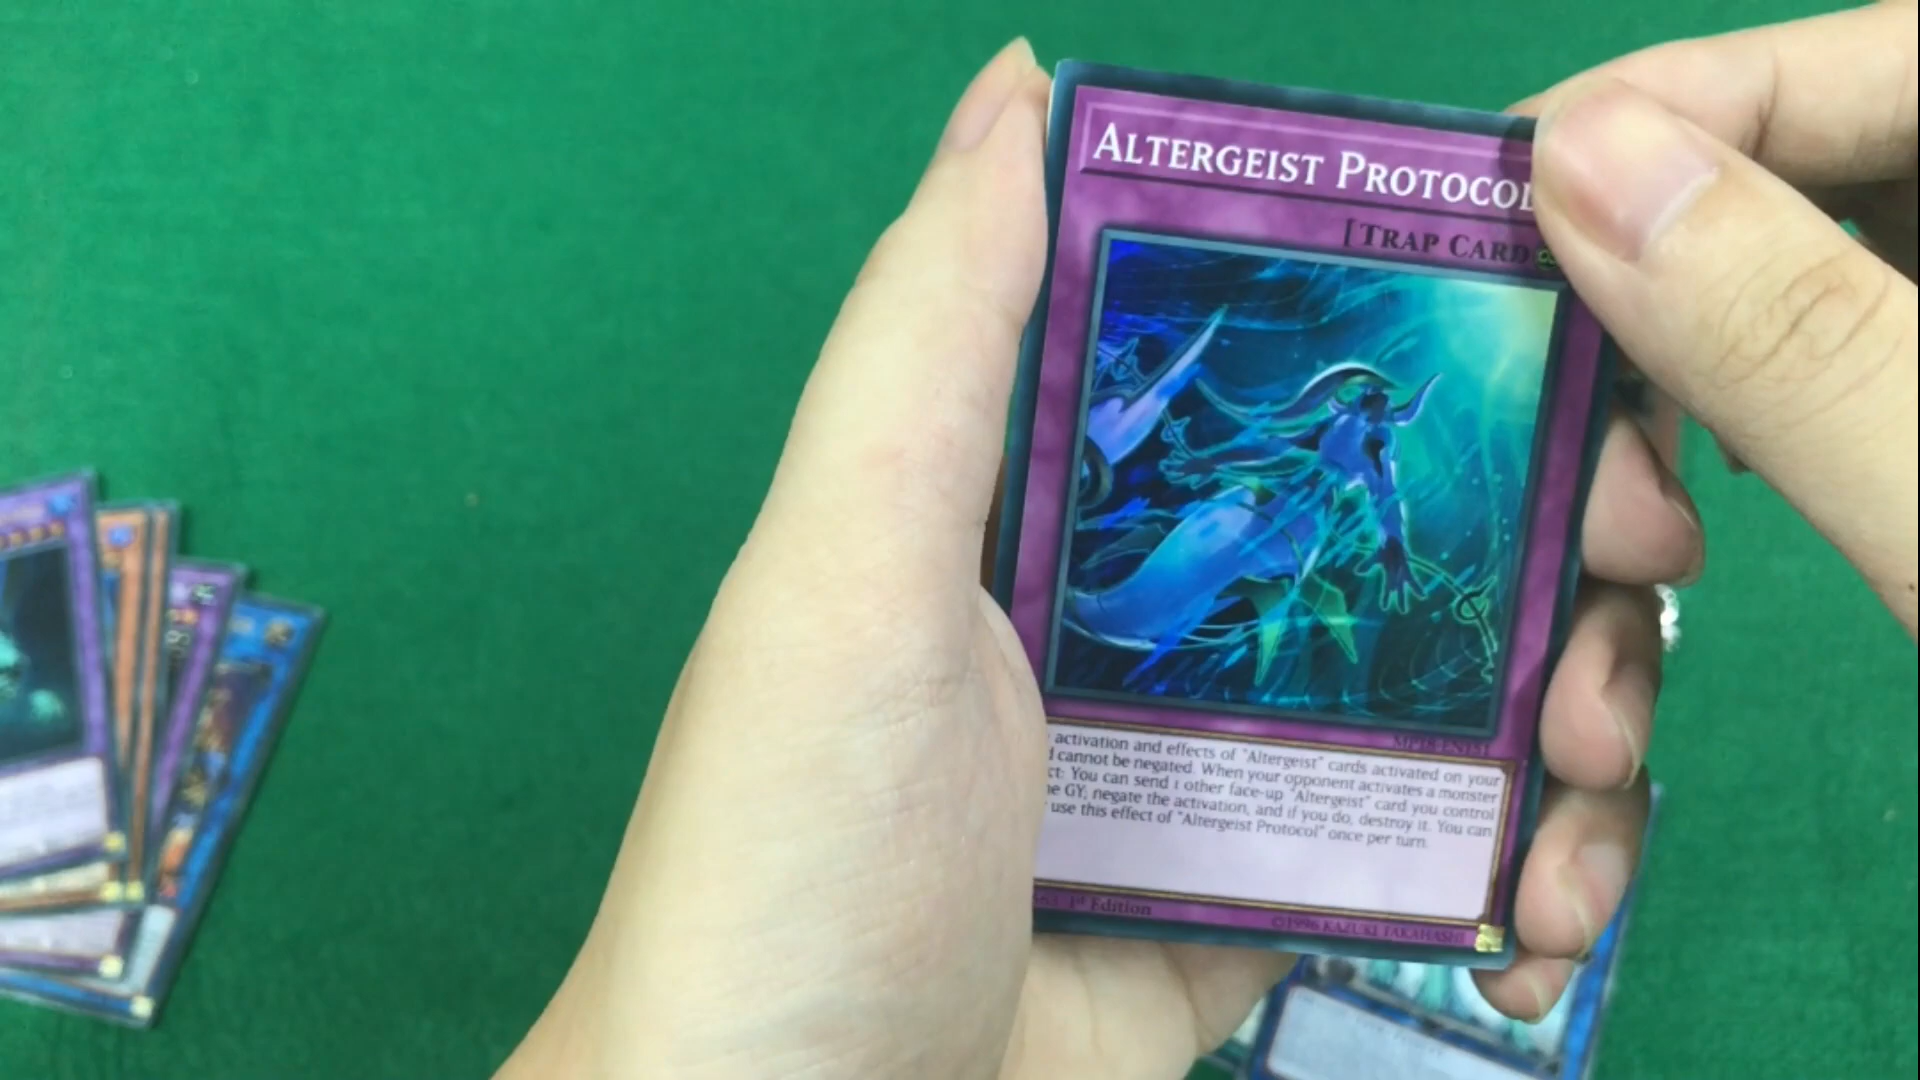 ALTERGEIST PROTOCOL
[TRAP CARD
MP18-EN151
activation and effects of "Altergeist" cards activated on your
cannot be negated. When your opponent activates a monster
ct: You can send 1 other face-up "Altergeist" card you control
he GY; negate the activation, and if you do, destroy it. You can
use this effect of "Altergeist Protocol" once per turn.
563 1st Edition
©1996 KAZUKI TAKAHASHI